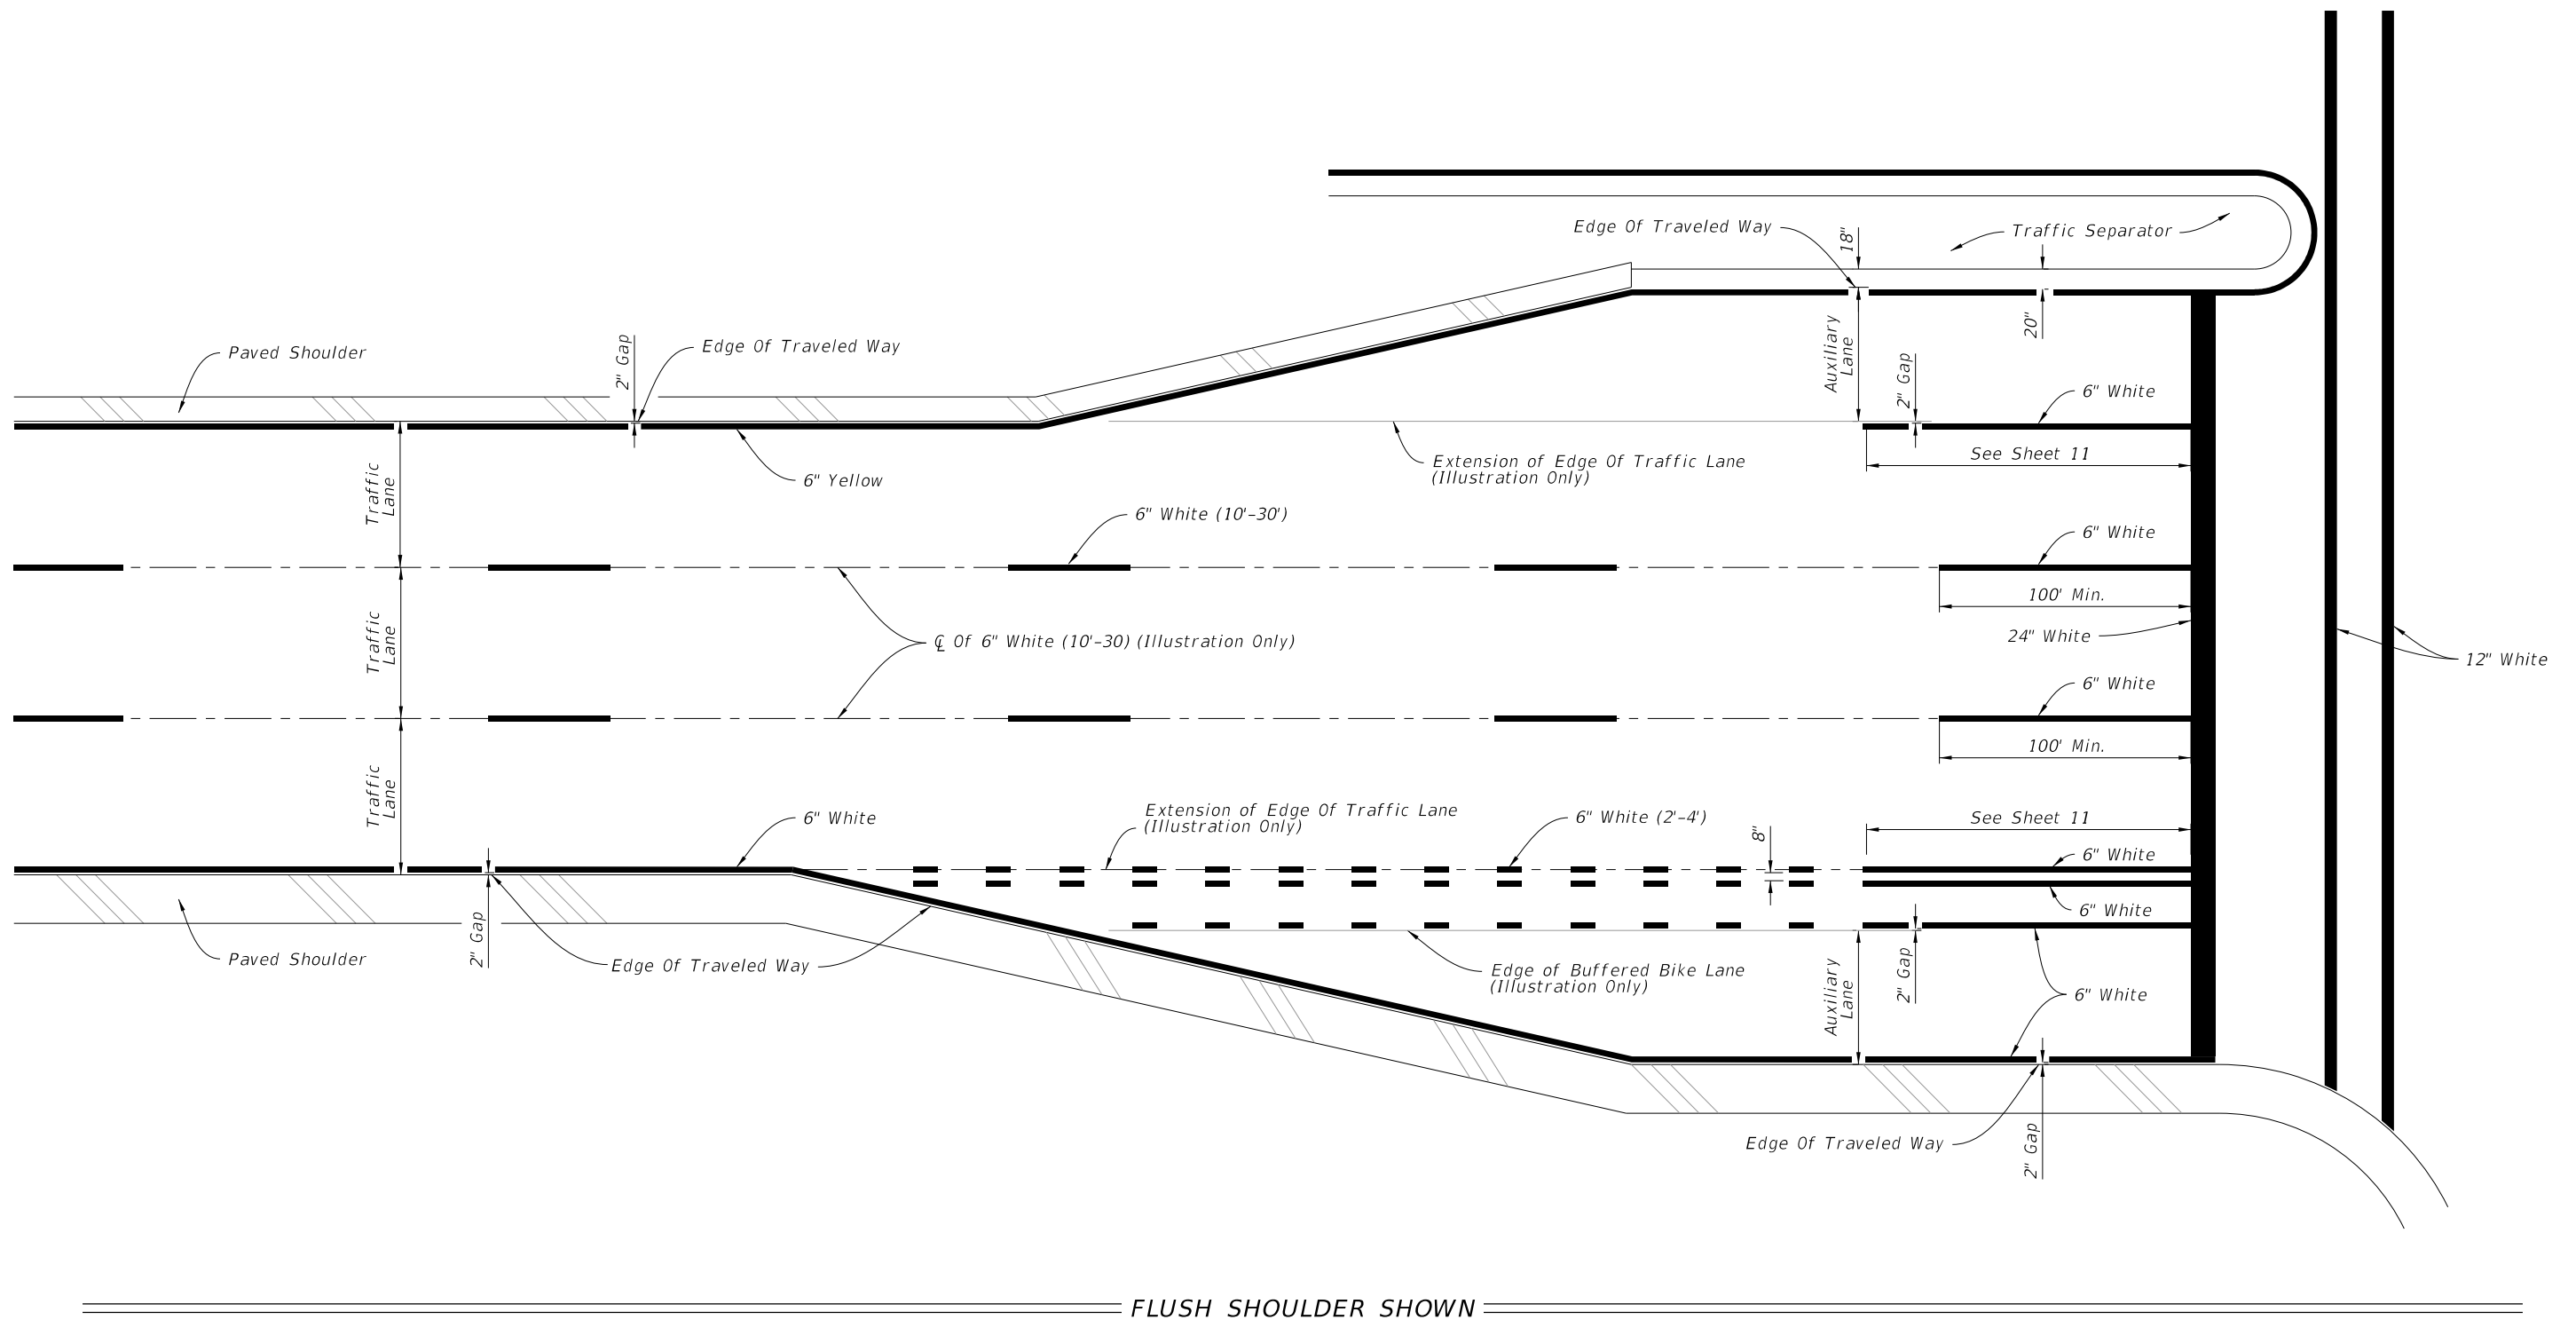 Edge Of Traveled Way
18"
Traffic Separator
20"
Paved Shoulder
2" Gap
Edge Of Traveled Way
Auxiliary
Lane
2" Gap
6" White
See Sheet 11
Extension of Edge Of Traffic Lane
(Illustration Only)
6" Yellow
Traffic
Lane
6" White (10'-30')
6" White
100' Min.
Traffic
Lane
℄ Of 6" White (10'-30) (Illustration Only)
24" White
12" White
6" White
100' Min.
Traffic
Lane
6" White
Extension of Edge Of Traffic Lane
(Illustration Only)
6" White (2'-4')
8"
See Sheet 11
6" White
6" White
Paved Shoulder
2" Gap
Edge Of Traveled Way
Edge of Buffered Bike Lane
(Illustration Only)
Auxiliary
Lane
2" Gap
6" White
Edge Of Traveled Way
2" Gap
FLUSH SHOULDER SHOWN